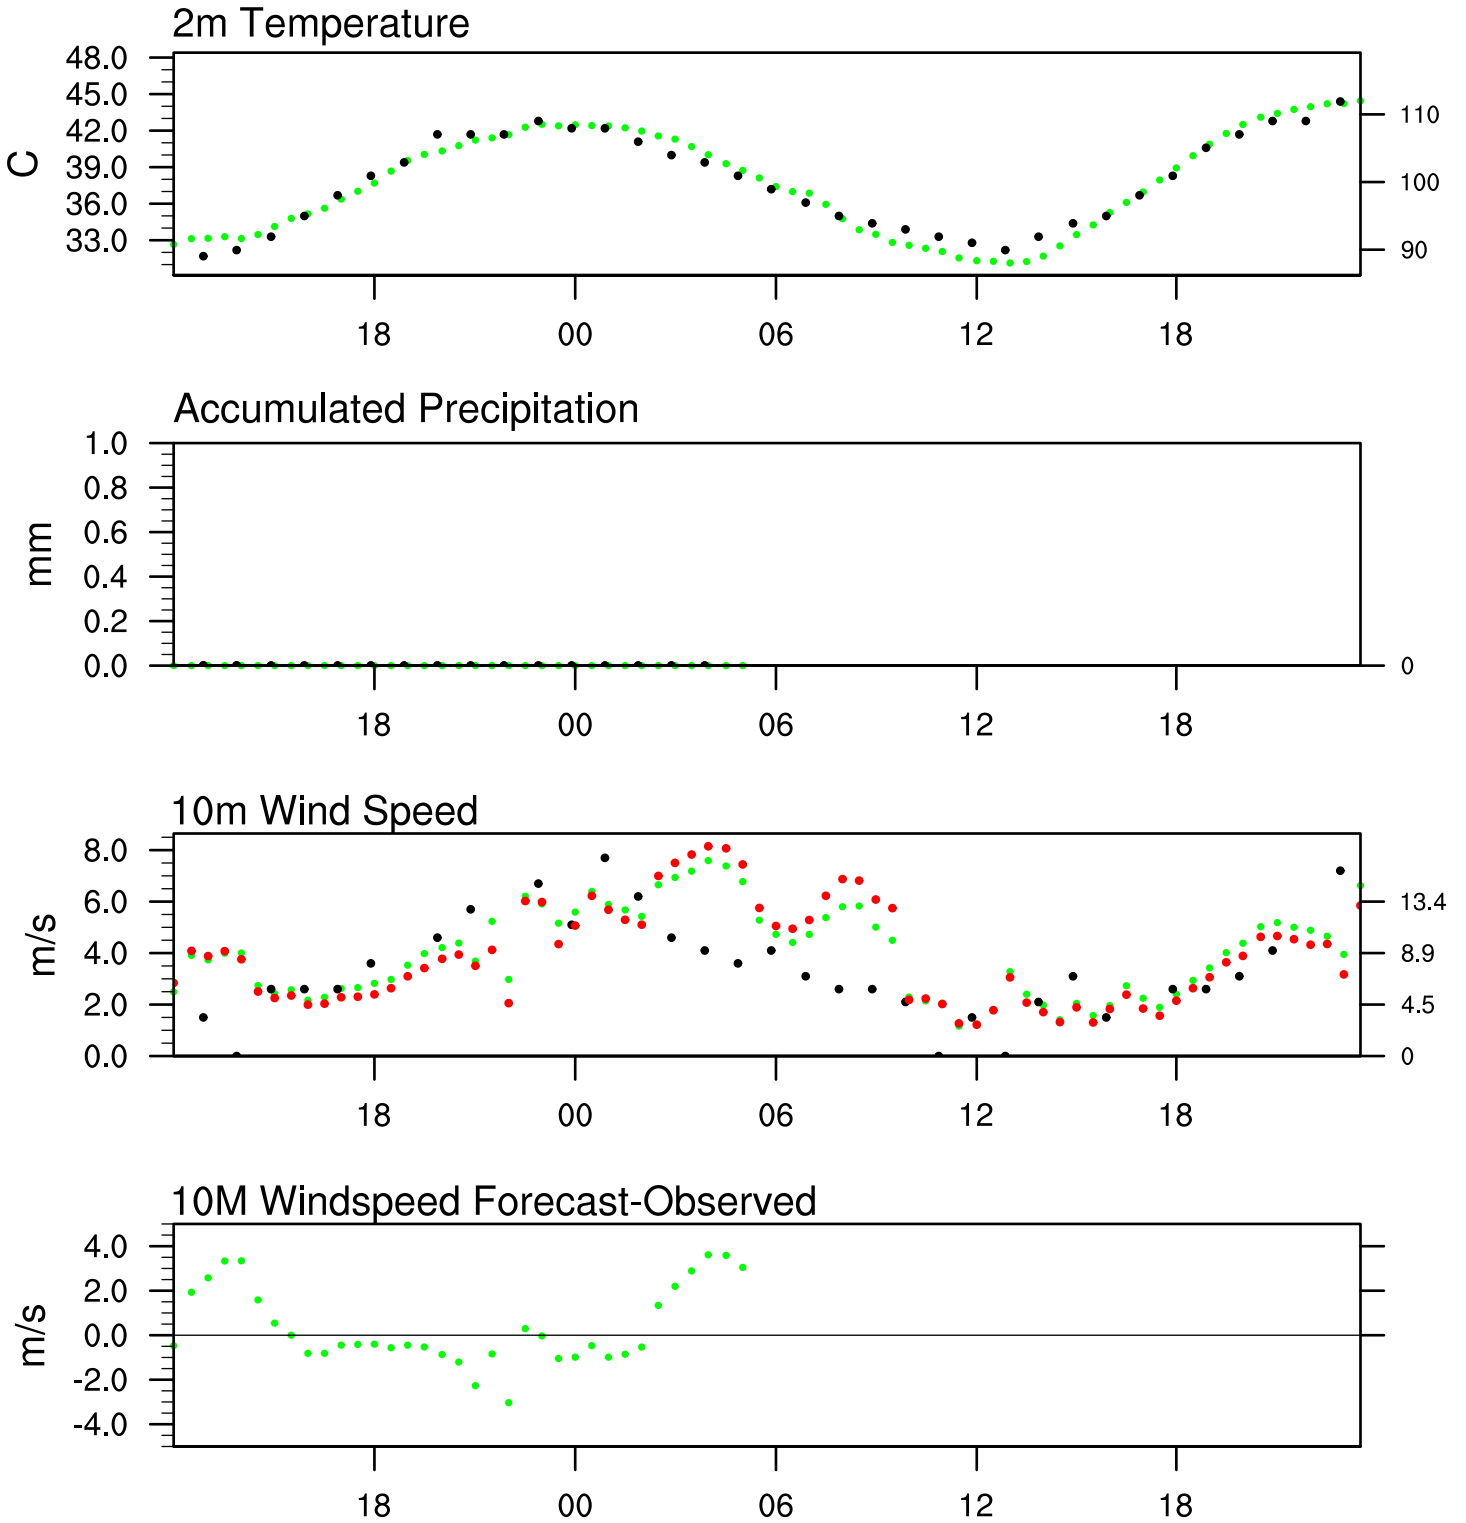 2m Temperature
48.0
45.0
42.0
39.0
36.0
33.0
C
110
100
90
18 00 06 12 18
Accumulated Precipitation
1.0
0.8
0.6
0.4
0.2
0.0
mm
0
18 00 06 12 18
10m Wind Speed
8.0
6.0
4.0
2.0
0.0
m/s
13.4
8.9
4.5
0
18 00 06 12 18
10M Windspeed Forecast-Observed
4.0
2.0
0.0
-2.0
-4.0
m/s
18 00 06 12 18